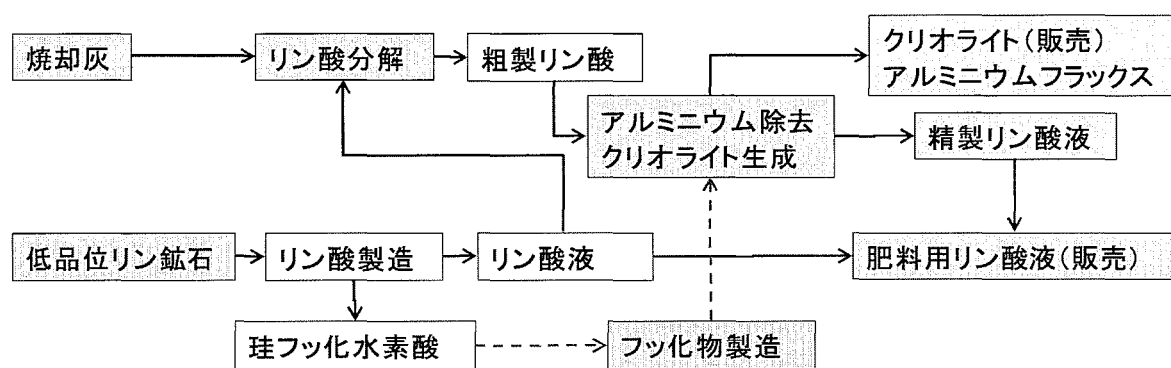 焼却灰
リン酸分解
粗製リン酸
クリオライト(販売)
アルミニウムフラックス
アルミニウム除去
クリオライト生成
精製リン酸液
低品位リン鉱石
リン酸製造
リン酸液
肥料用リン酸液(販売)
珪フッ化水素酸
フッ化物製造